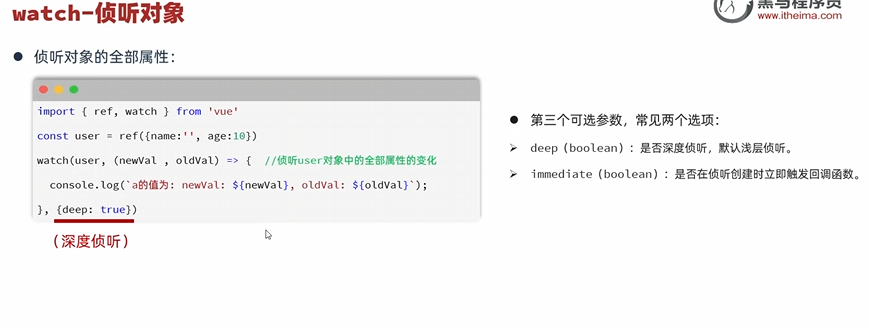 watch-侦听对象
黑马程序员
www.itheima.com
● 侦听对象的全部属性：
import { ref, watch } from 'vue'
const user = ref({name:'', age:10})
watch(user, (newVal , oldVal) => {  //侦听user对象中的全部属性的变化
console.log(`a的值为: newVal: ${newVal}, oldVal: ${oldVal}`);
}, {deep: true})
（深度侦听）
● 第三个可选参数，常见两个选项：
➢ deep（boolean）：是否深度侦听，默认浅层侦听。
➢ immediate（boolean）：是否在侦听创建时立即触发回调函数。